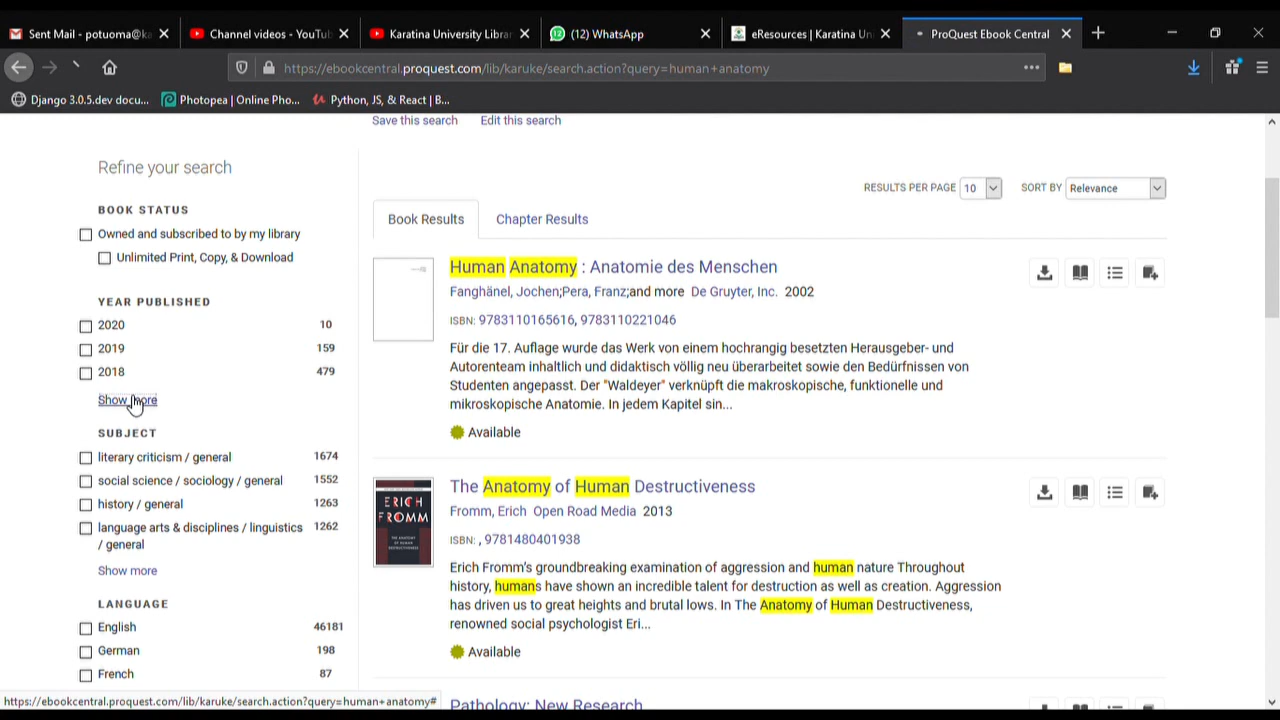 Sent Mail - potuoma@ka
Channel videos - YouTub
Karatina University Librar
(12) WhatsApp
eResources | Karatina Uni
ProQuest Ebook Central
https://ebookcentral.proquest.com/lib/karuke/search.action?query=human+anatomy
Django 3.0.5.dev docu...
Photopea | Online Pho...
Python, JS, & React | B...
Save this search
Edit this search
Refine your search
RESULTS PER PAGE 10
SORT BY Relevance
BOOK STATUS
Owned and subscribed to by my library
Unlimited Print, Copy, & Download
YEAR PUBLISHED
2020 10
2019 159
2018 479
Show more
SUBJECT
literary criticism / general 1674
social science / sociology / general 1552
history / general 1263
language arts & disciplines / linguistics 1262
/ general
Show more
LANGUAGE
English 46181
German 198
French 87
Book Results
Chapter Results
Human Anatomy : Anatomie des Menschen
Fanghänel, Jochen;Pera, Franz;and more De Gruyter, Inc. 2002
ISBN: 9783110165616, 9783110221046
Für die 17. Auflage wurde das Werk von einem hochrangig besetzten Herausgeber- und
Autorenteam inhaltlich und didaktisch völlig neu überarbeitet sowie den Bedürfnissen von
Studenten angepasst. Der "Waldeyer" verknüpft die makroskopische, funktionelle und
mikroskopische Anatomie. In jedem Kapitel sin...
Available
ERICH
FROMM
The Anatomy of Human Destructiveness
Fromm, Erich Open Road Media 2013
ISBN: , 9781480401938
Erich Fromm's groundbreaking examination of aggression and human nature Throughout
history, humans have shown an incredible talent for destruction as well as creation. Aggression
has driven us to great heights and brutal lows. In The Anatomy of Human Destructiveness,
renowned social psychologist Eri...
Available
Pathology: New Research
https://ebookcentral.proquest.com/lib/karuke/search.action?query=human+anatomy#